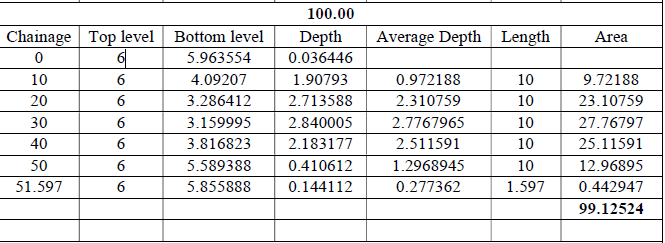 100.00
Chainage Top level Bottom level Depth Average Depth Length Area
0 6 5.963554 0.036446
10 6 4.09207 1.90793 0.972188 10 9.72188
20 6 3.286412 2.713588 2.310759 10 23.10759
30 6 3.159995 2.840005 2.7767965 10 27.76797
40 6 3.816823 2.183177 2.511591 10 25.11591
50 6 5.589388 0.410612 1.2968945 10 12.96895
51.597 6 5.855888 0.144112 0.277362 1.597 0.442947
99.12524